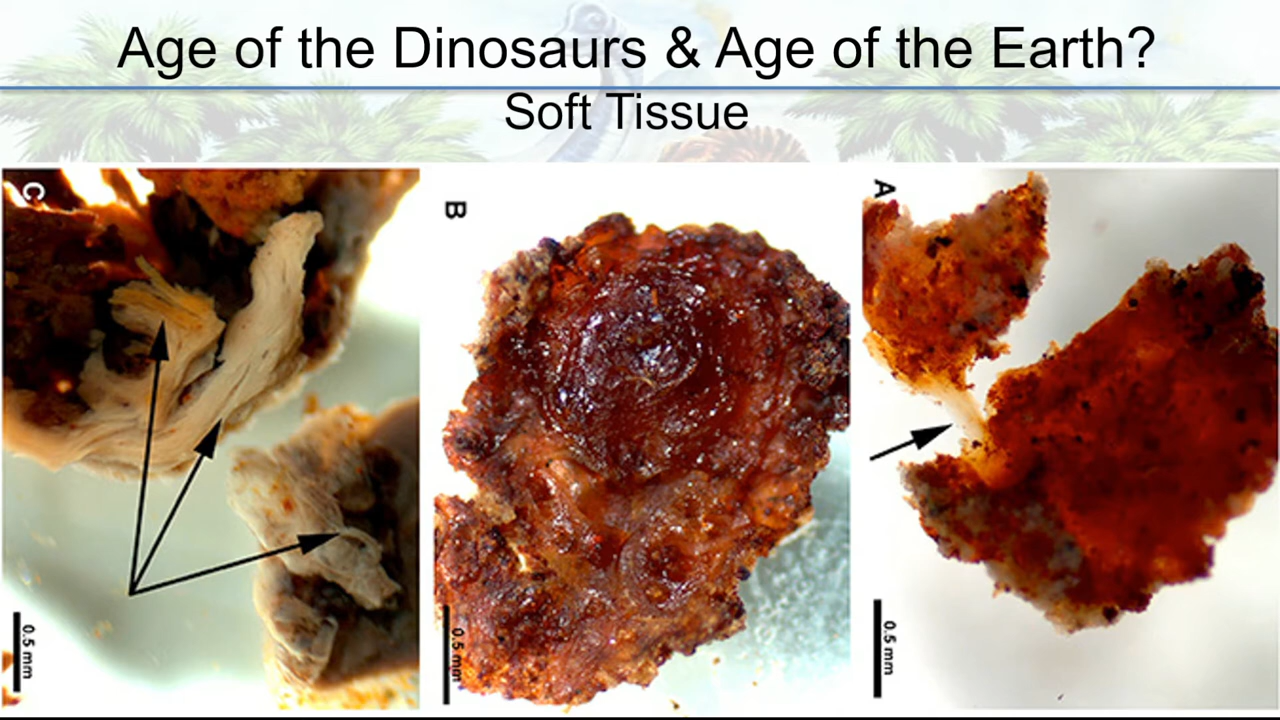 Age of the Dinosaurs & Age of the Earth?
Soft Tissue
C
B
A
0.5 mm
0.5 mm
0.5 mm